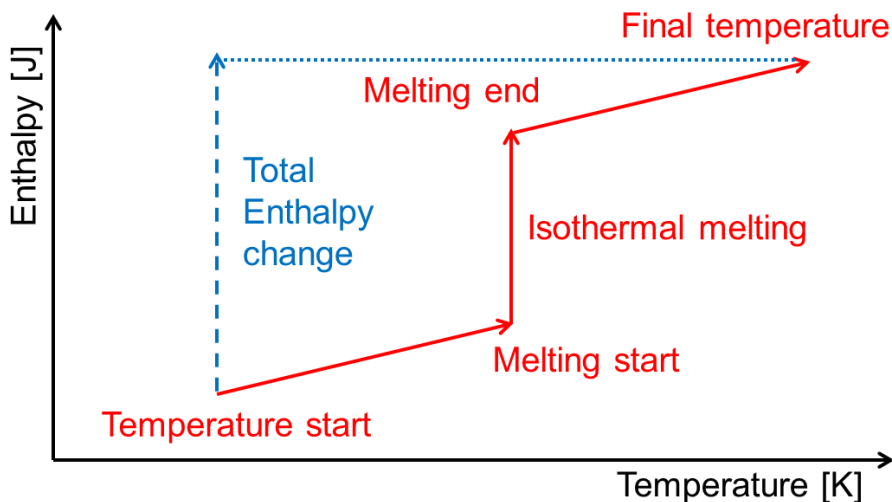 Enthalpy [J]
Final temperature
Melting end
Total
Enthalpy
change
Isothermal melting
Melting start
Temperature start
Temperature [K]